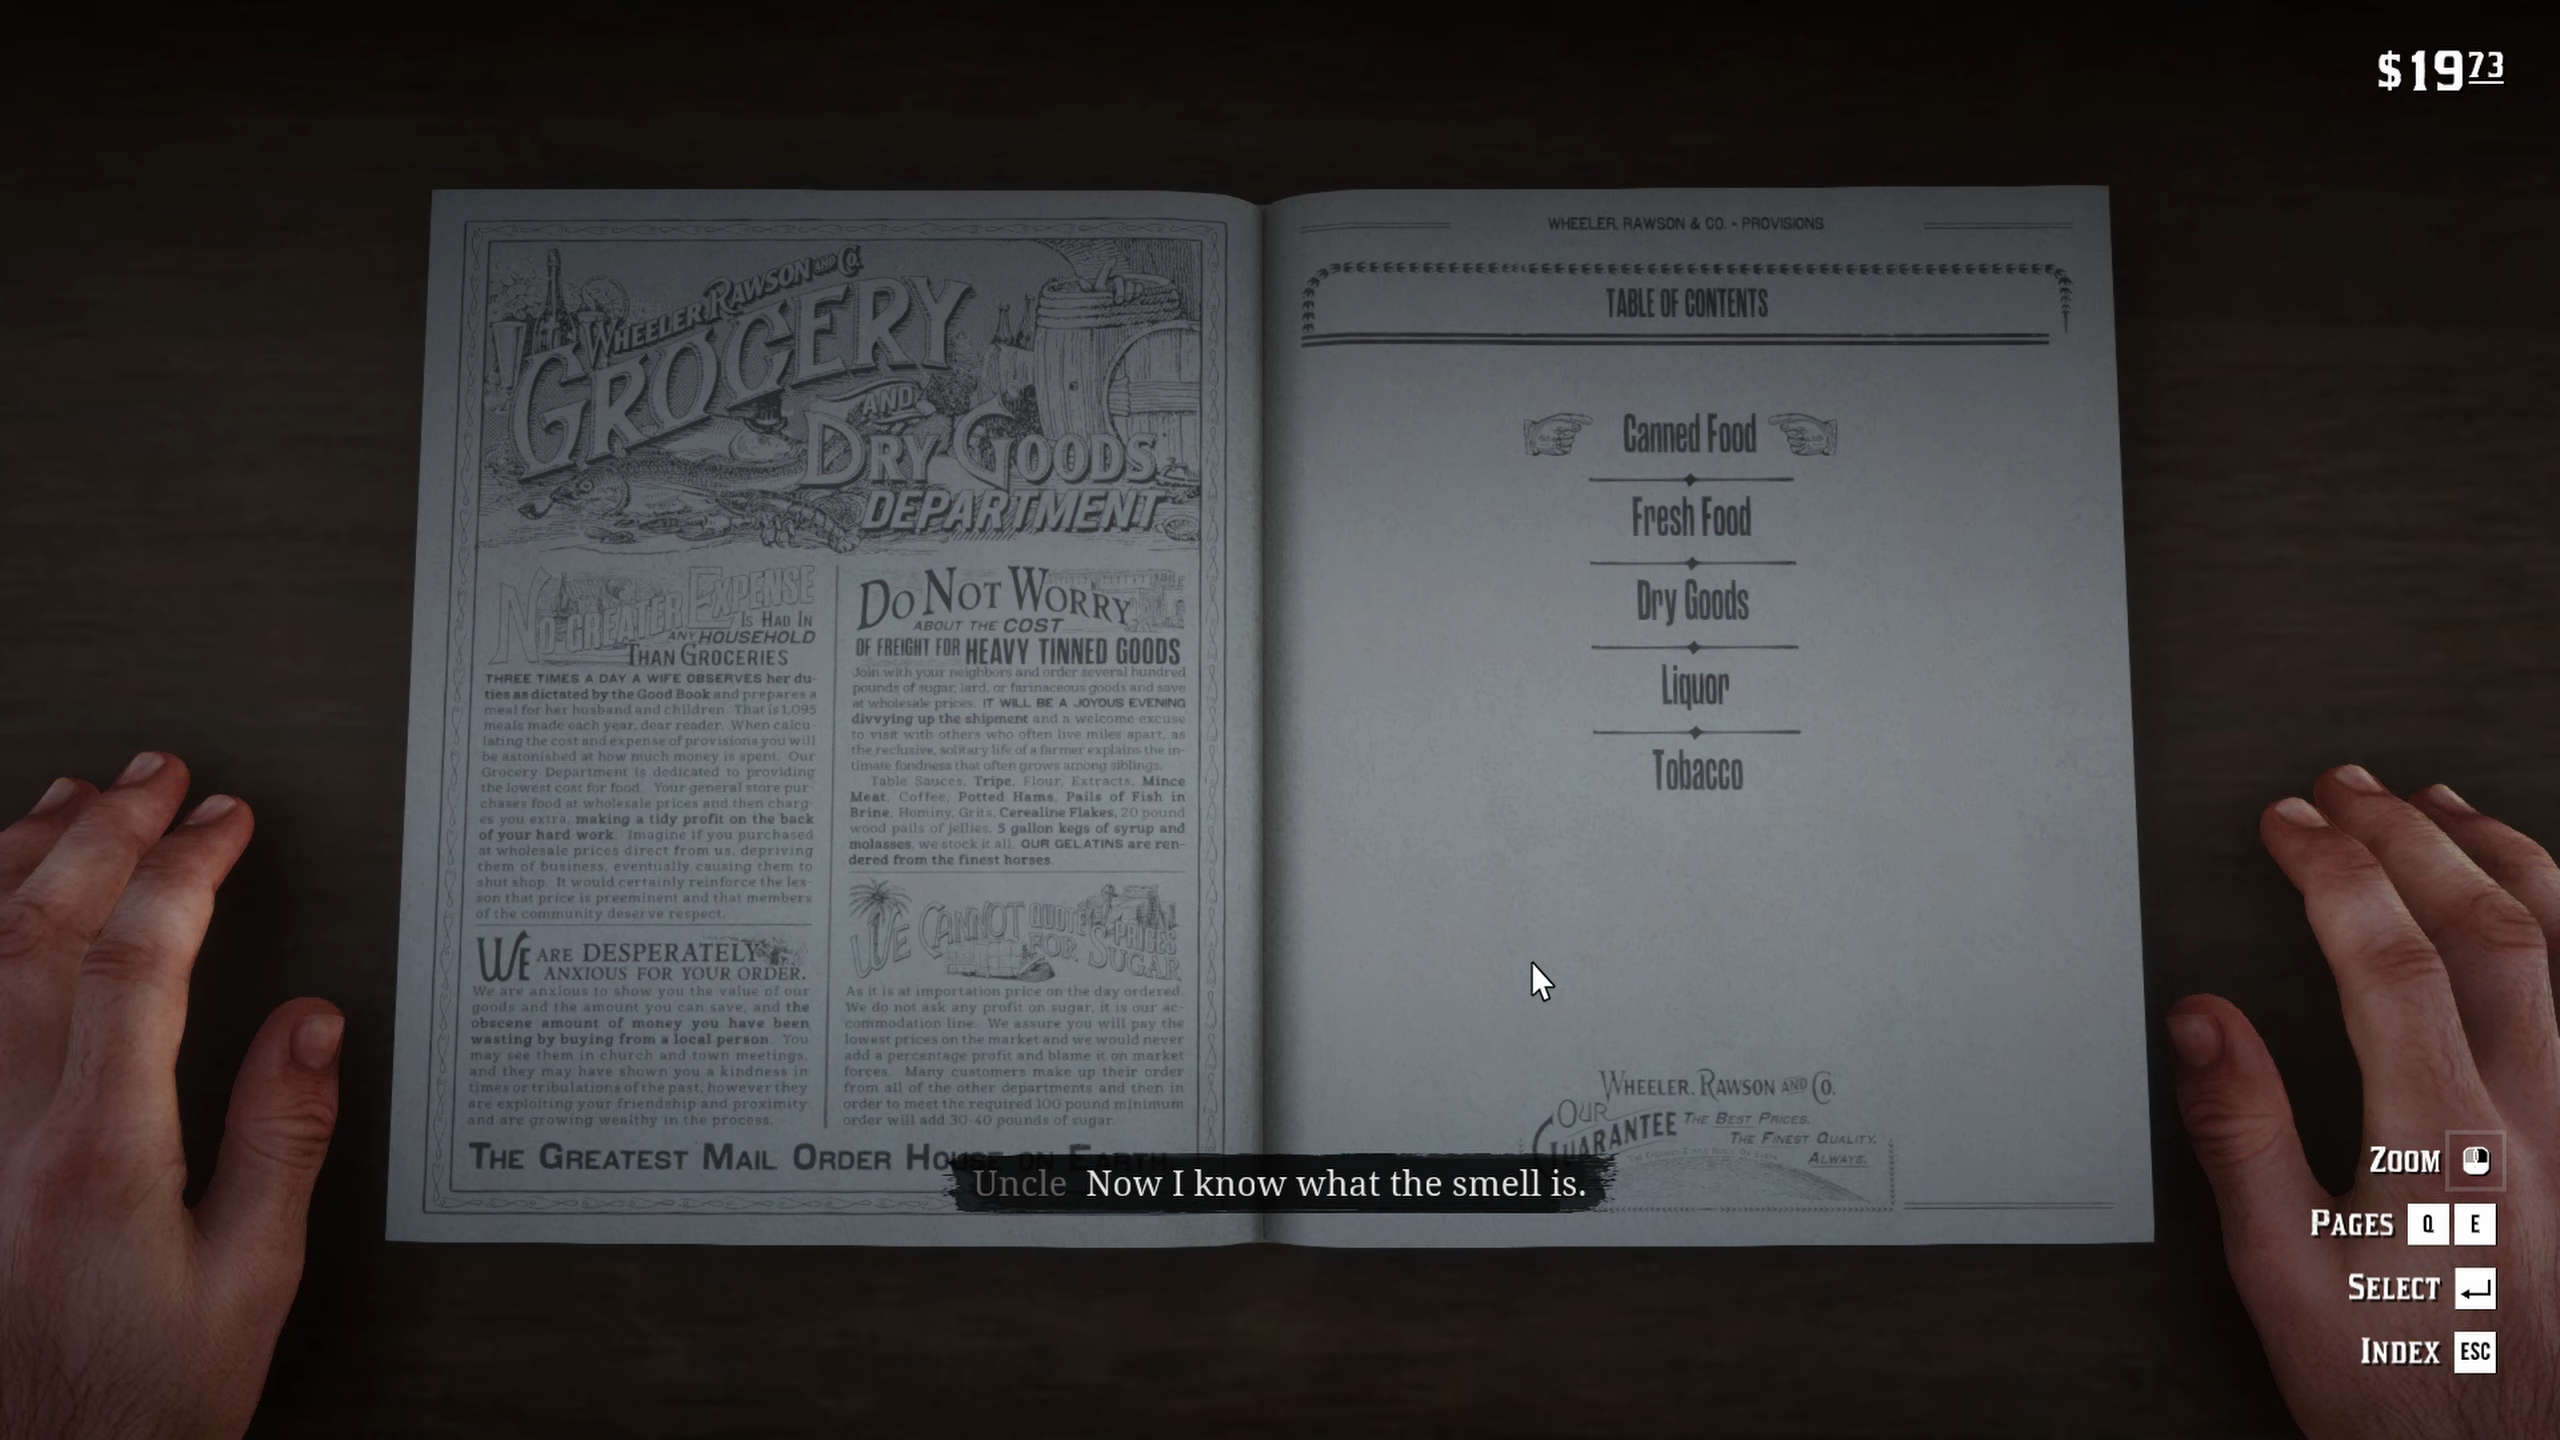 $19 73
WHEELER, RAWSON AND CO.
GROCERY
AND
DRY GOODS
DEPARTMENT
NO GREATER EXPENSE
IS HAD IN
ANY HOUSEHOLD
THAN GROCERIES
THREE TIMES A DAY A WIFE OBSERVES her du-
ties as dictated by the Good Book and prepares a
meal for her husband and children. That is 1,095
meals made each year, dear reader. When calcu-
lating the cost and expense of provisions you will
be astonished at how much money is spent. Our
Grocery Department is dedicated to providing
the lowest cost for food. Your general store pur-
chases food at wholesale prices and then charg-
es you extra, making a tidy profit on the back
of your hard work. Imagine if you purchased
at wholesale prices direct from us, depriving
them of business, eventually causing them to
shut shop. It would certainly reinforce the les-
son that price is preeminent and that members
of the community deserve respect.
WE ARE DESPERATELY
ANXIOUS FOR YOUR ORDER.
We are anxious to show you the value of our
goods and the amount you can save, and the
obscene amount of money you have been
wasting by buying from a local person. You
may see them in church and town meetings,
and they may have shown you a kindness in
times or tribulations of the past, however they
are exploiting your friendship and proximity
and are growing wealthy in the process.
DO NOT WORRY
ABOUT THE COST
OF FREIGHT FOR HEAVY TINNED GOODS
Join with your neighbors and order several hundred
pounds of sugar, lard, or farinaceous goods and save
at wholesale prices. IT WILL BE A JOYOUS EVENING
divvying up the shipment and a welcome excuse
to visit with others who often live miles apart, as
the reclusive, solitary life of a farmer explains the in-
timate fondness that often grows among siblings.
Table Sauces, Tripe, Flour, Extracts, Mince
Meat, Coffee, Potted Hams, Pails of Fish in
Brine, Hominy, Grits, Cerealine Flakes, 20 pound
wood pails of jellies, 5 gallon kegs of syrup and
molasses, we stock it all. OUR GELATINS are ren-
dered from the finest horses.
WE CANNOT QUOTE PRICES
FOR SUGAR
As it is at importation price on the day ordered.
We do not ask any profit on sugar, it is our ac-
commodation line. We assure you will pay the
lowest prices on the market and we would never
add a percentage profit and blame it on market
forces. Many customers make up their order
from all of the other departments and then in
order to meet the required 100 pound minimum
order will add 30-40 pounds of sugar.
THE GREATEST MAIL ORDER HOUSE ON EARTH
WHEELER, RAWSON & CO. - PROVISIONS
TABLE OF CONTENTS
Canned Food
Fresh Food
Dry Goods
Liquor
Tobacco
WHEELER, RAWSON AND CO.
OUR
GUARANTEE THE BEST PRICES.
THE FINEST QUALITY.
ALWAYS.
Uncle Now I know what the smell is.
ZOOM
PAGES Q E
SELECT
INDEX ESC